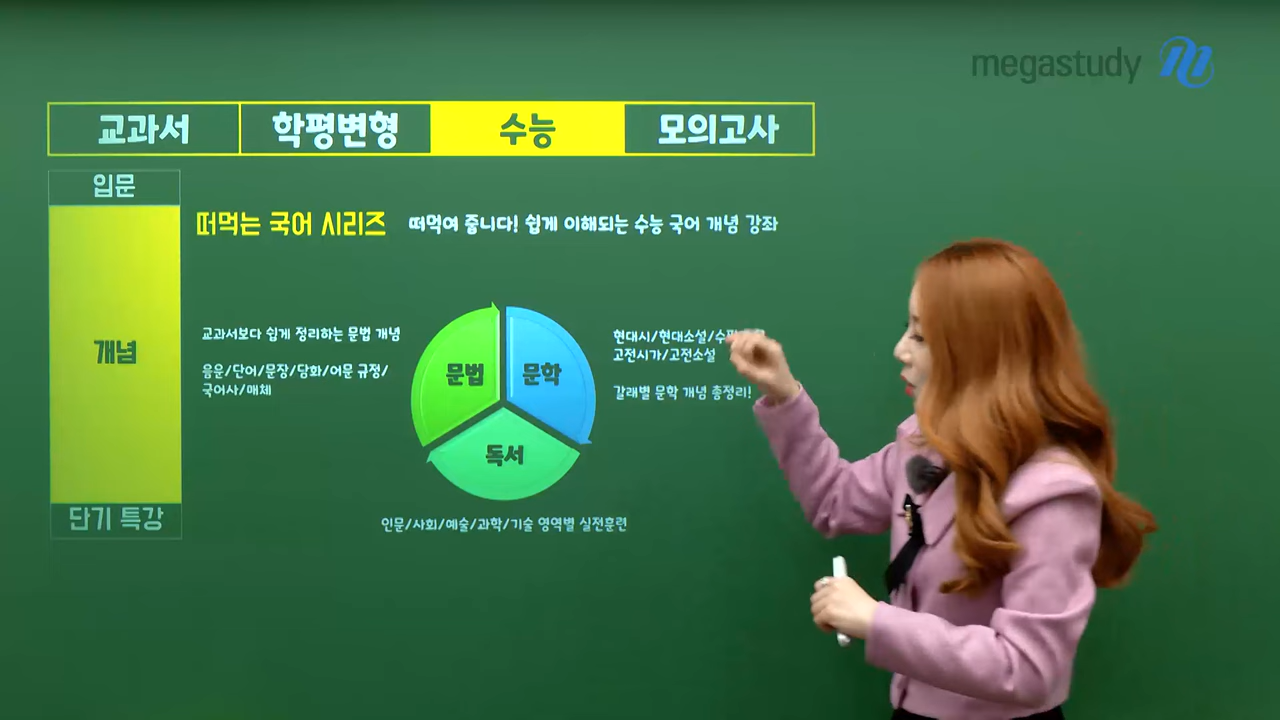 megastudy
교과서 학평변형 수능 모의고사
입문
떠먹는 국어 시리즈 떠먹여 줍니다! 쉽게 이해되는 수능 국어 개념 강좌
개념
교과서보다 쉽게 정리하는 문법 개념
음운/단어/문장/담화/어문 규정/
국어사/매체
문법
문학
독서
현대시/현대소설/
고전시가/고전소설
갈래별 문학 개념 총정리!
단기 특강
인문/사회/예술/과학/기술 영역별 실전훈련